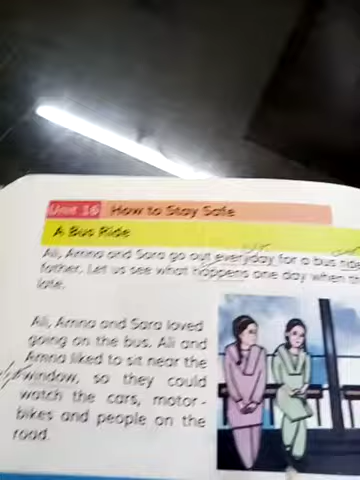 Unit 16 How to Stay Safe
A Bus Ride
Ali, Amna and Sara go out everyday for a bus ride
father. Let us see what happens one day when th
late.
Ali, Amna and Sara loved
going on the bus. Ali and
Amna liked to sit near the
window, so they could
watch the cars, motor-
bikes and people on the
road.